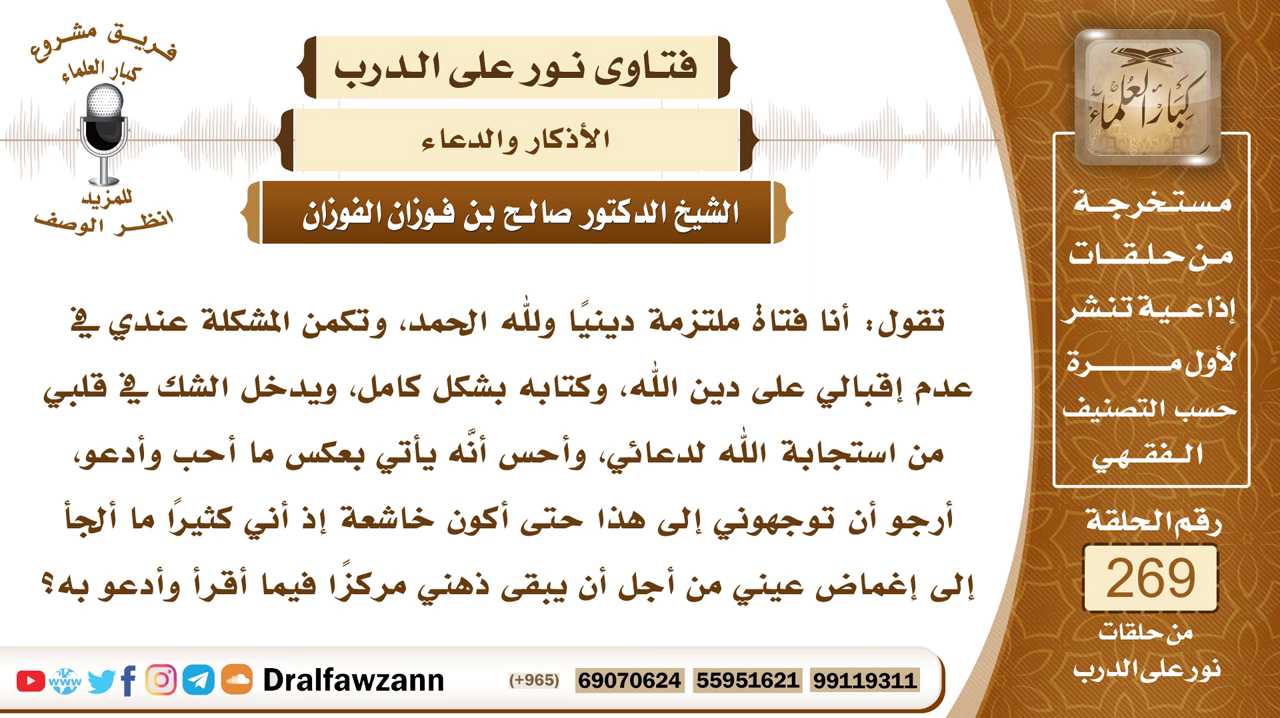 فريق مشروع
كبار العلماء
للمزيد
انظر الوصف
فتاوى نور على الدرب
الأذكار والدعاء
الشيخ الدكتور صالح بن فوزان الفوزان
تقول: أنا فتاة ملتزمة دينيًا ولله الحمد، وتكمن المشكلة عندي في
عدم إقبالي على دين الله، وكتابه بشكل كامل، ويدخل الشك في قلبي
من استجابة الله لدعائي، وأحس أنَّه يأتي بعكس ما أحب وأدعو،
أرجو أن توجهوني إلى هذا حتى أكون خاشعة إذ أني كثيرًا ما ألجأ
إلى إغماض عيني من أجل أن يبقى ذهني مركزًا فيما أقرأ وأدعو به؟
كبار العلماء
مستخرجة
من حلقات
إذاعية تنشر
لأول مرة
حسب التصنيف
الفقهي
رقم الحلقة
269
من حلقات
نور على الدرب
www Dralfawzann (+965) 69070624 55951621 99119311